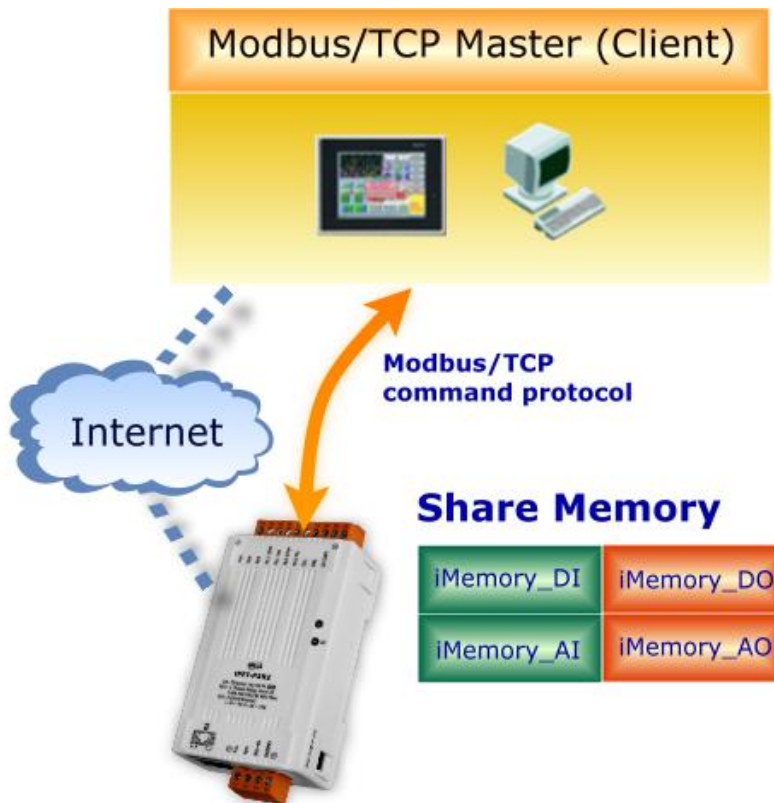 Modbus/TCP Master (Client)
Modbus/TCP
command protocol
Internet
Share Memory
iMemory_DI
iMemory_DO
iMemory_AI
iMemory_AO